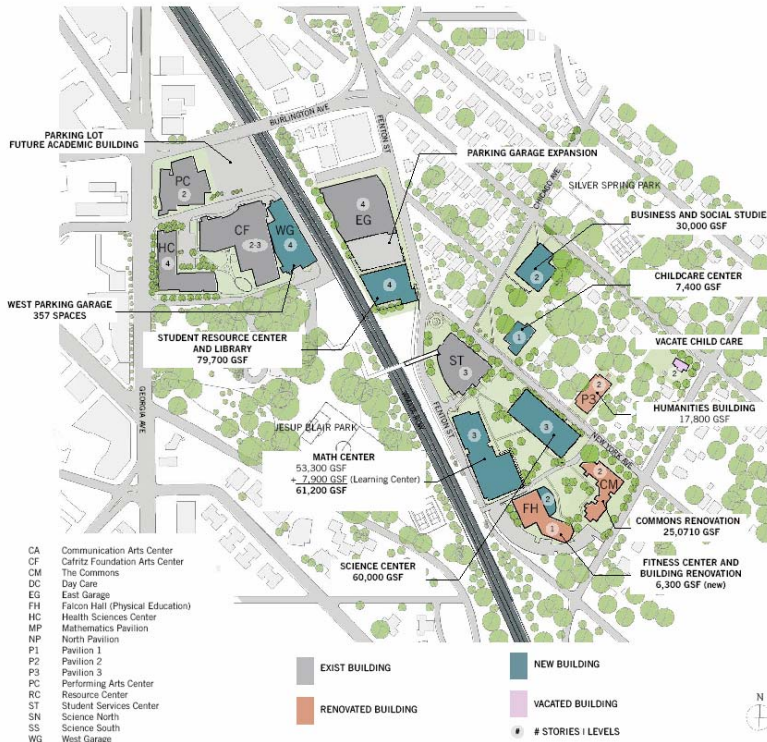 BURLINGTON AVE
FENTON ST
PARKING LOT
FUTURE ACADEMIC BUILDING
PARKING GARAGE EXPANSION
PC
2
CHICAGO AVE
SILVER SPRING PARK
4
EG
BUSINESS AND SOCIAL STUDIE
30,000 GSF
CF
2-3
WG
4
HC
4
2
CHILDCARE CENTER
7,400 GSF
4
WEST PARKING GARAGE
357 SPACES
STUDENT RESOURCE CENTER
AND LIBRARY
79,700 GSF
1
VACATE CHILD CARE
ST
3
2
2
P3
HUMANITIES BUILDING
17,800 GSF
GEORGIA AVE
JESUP BLAIR PARK
FENTON ST
3
3
NEW YORK AVE
MATH CENTER
53,300 GSF
+ 7,900 GSF (Learning Center)
61,200 GSF
2
CM
2
FH
1
COMMONS RENOVATION
25,0710 GSF
SCIENCE CENTER
60,000 GSF
FITNESS CENTER AND
BUILDING RENOVATION
6,300 GSF (new)
CA Communication Arts Center
CF Cafritz Foundation Arts Center
CM The Commons
DC Day Care
EG East Garage
FH Falcon Hall (Physical Education)
HC Health Sciences Center
MP Mathematics Pavilion
NP North Pavilion
P1 Pavilion 1
P2 Pavilion 2
P3 Pavilion 3
PC Performing Arts Center
RC Resource Center
ST Student Services Center
SN Science North
SS Science South
WG West Garage
EXIST BUILDING
RENOVATED BUILDING
NEW BUILDING
VACATED BUILDING
# # STORIES | LEVELS
N